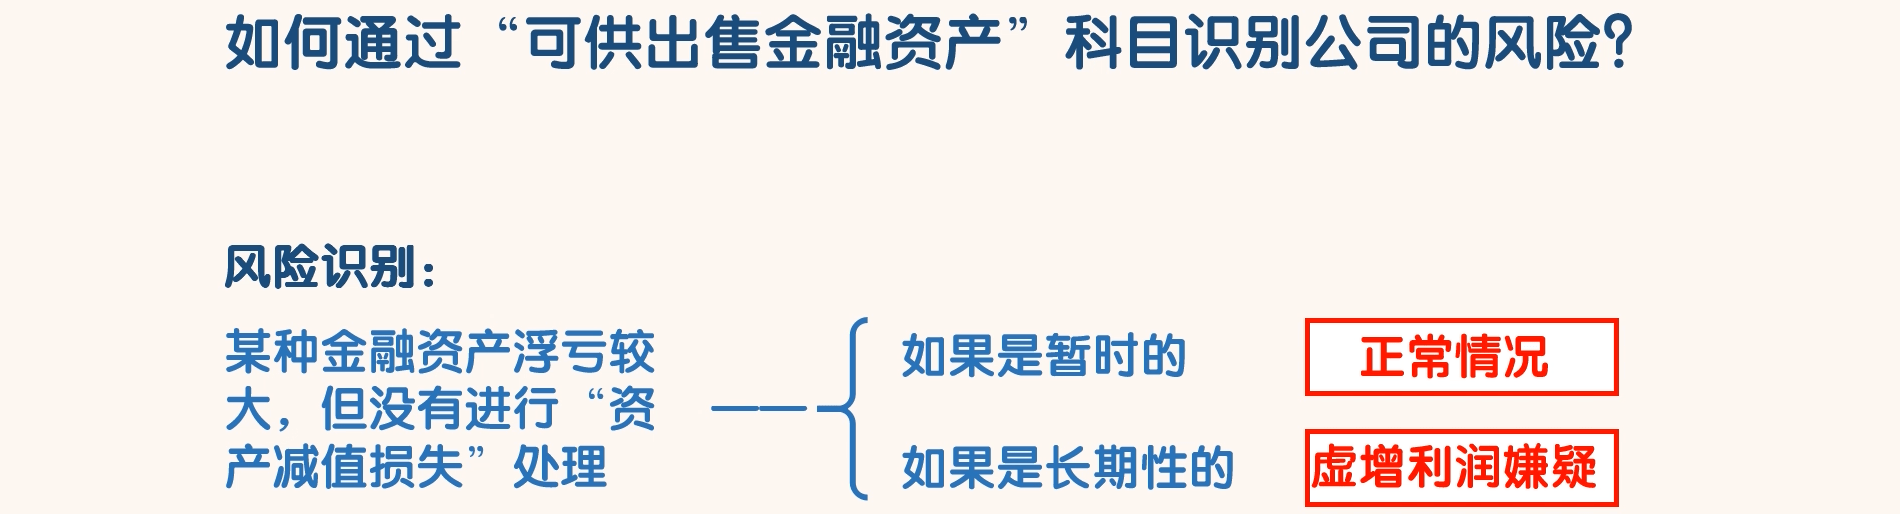 如何通过“可供出售金融资产”科目识别公司的风险？
风险识别：
某种金融资产浮亏较
大，但没有进行“资
产减值损失”处理
——
如果是暂时的
正常情况
如果是长期性的
虚增利润嫌疑